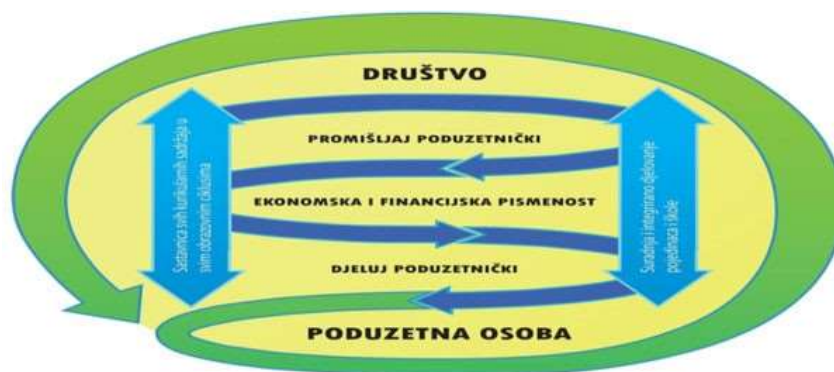 DRUŠTVO
PROMIŠLJAJ PODUZETNIČKI
EKONOMSKA I FINANCIJSKA PISMENOST
DJELUJ PODUZETNIČKI
PODUZETNA OSOBA
Sastavnica svih kurikularnih sadržaja u
svim obrazovnim ciklusima
Suradnja i integrirano djelovanje
pojedinaca i škole